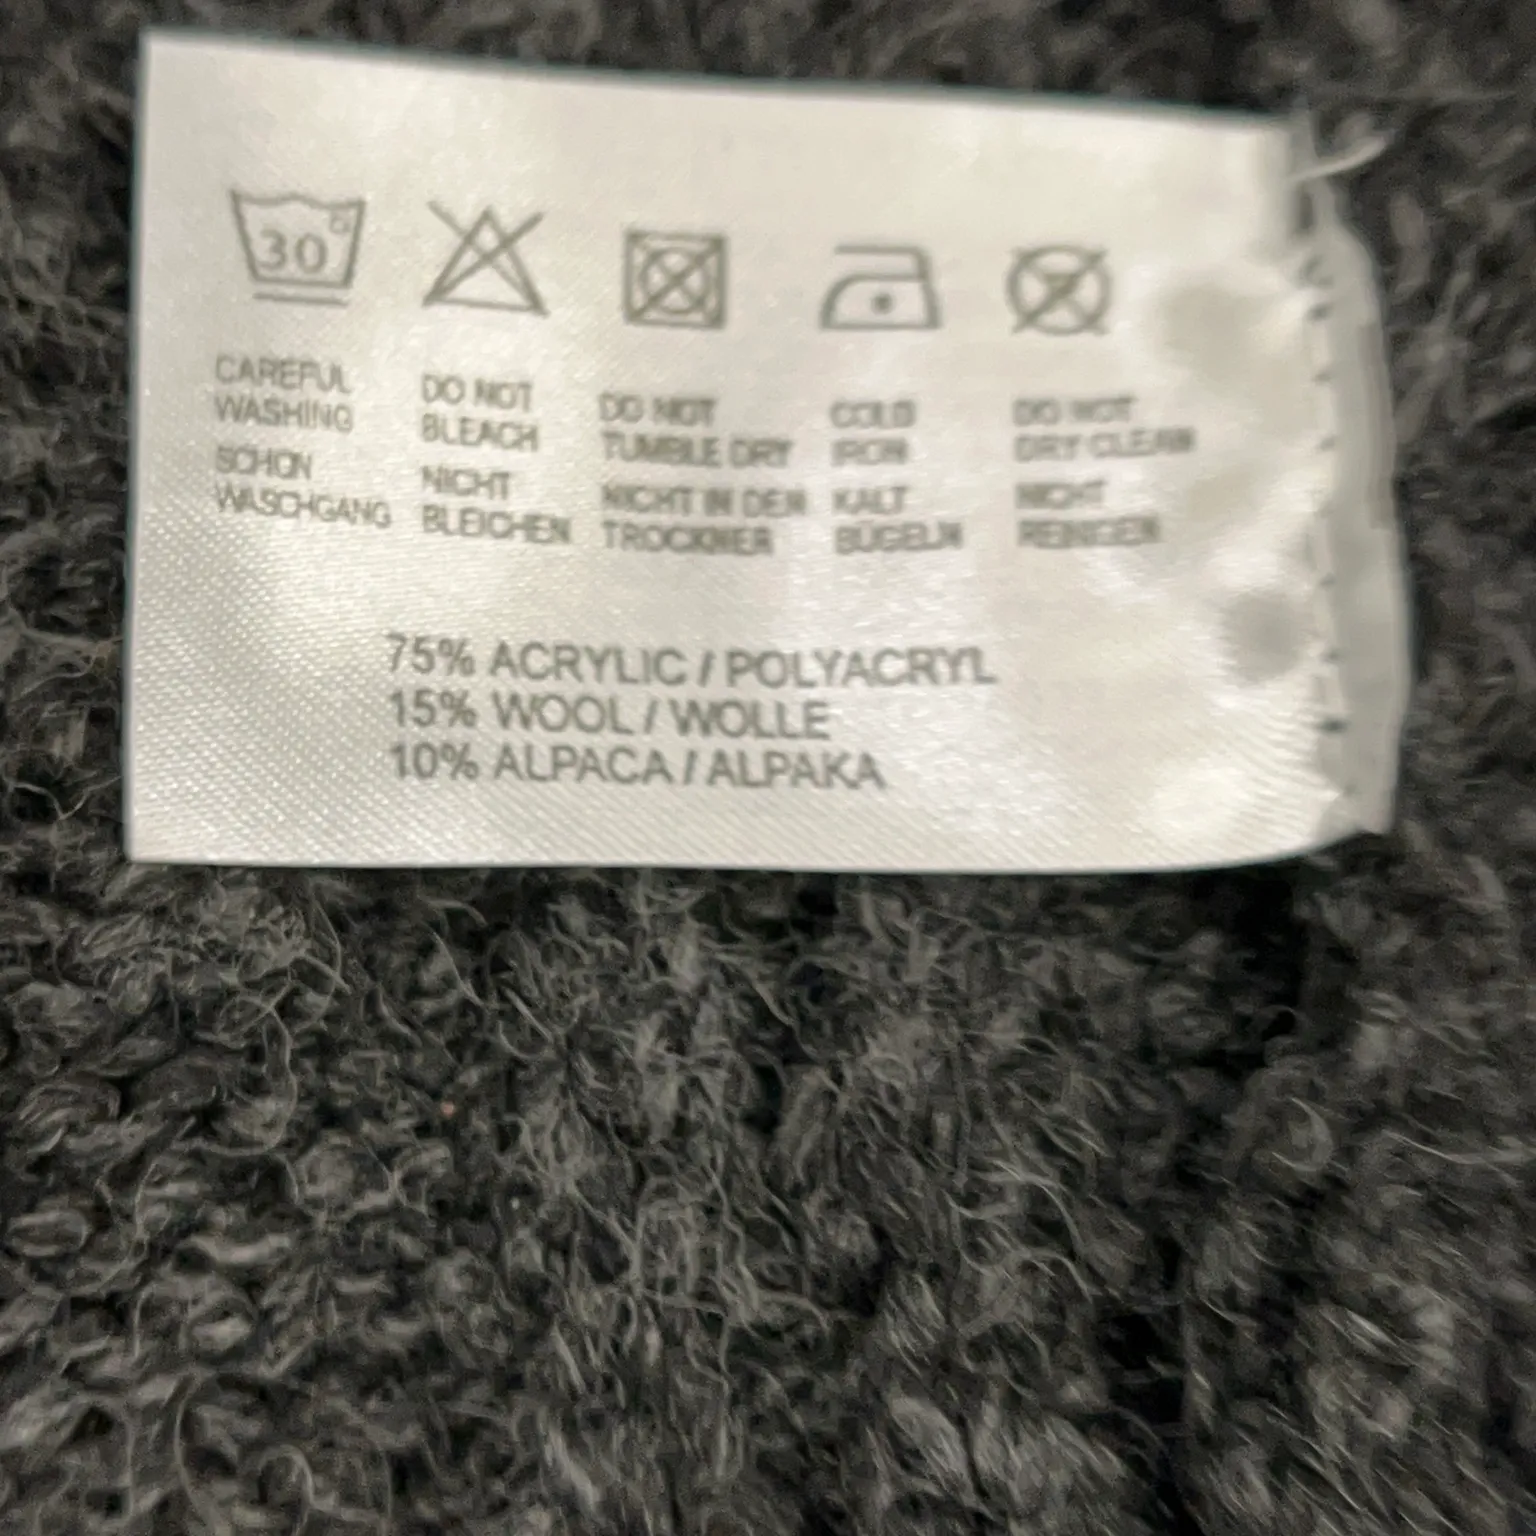 30°
CAREFUL
WASHING
SCHON
WASCHGANG
DO NOT
BLEACH
NICHT
BLEICHEN
DO NOT
TUMBLE DRY
NICHT IN DEN
TROCKNER
COLD
IRON
KALT
BÜGELN
DO NOT
DRY CLEAN
NICHT
REINIGEN
75% ACRYLIC / POLYACRYL
15% WOOL / WOLLE
10% ALPACA / ALPAKA